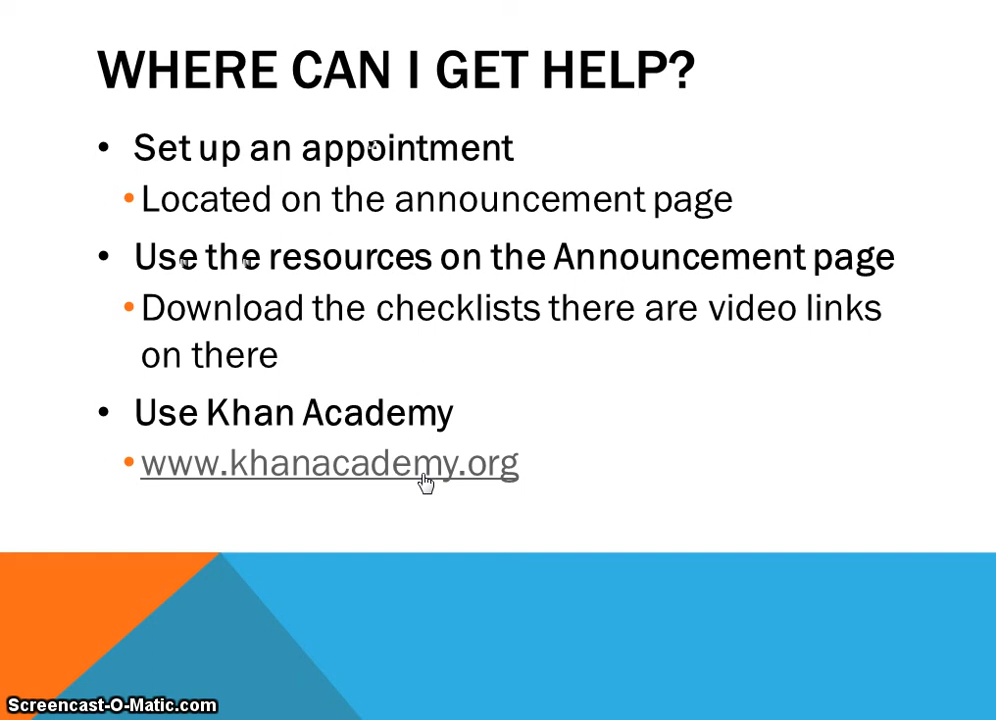 WHERE CAN I GET HELP?
• Set up an appointment
• Located on the announcement page
• Use the resources on the Announcement page
• Download the checklists there are video links
on there
• Use Khan Academy
• www.khanacademy.org
Screencast-O-Matic.com